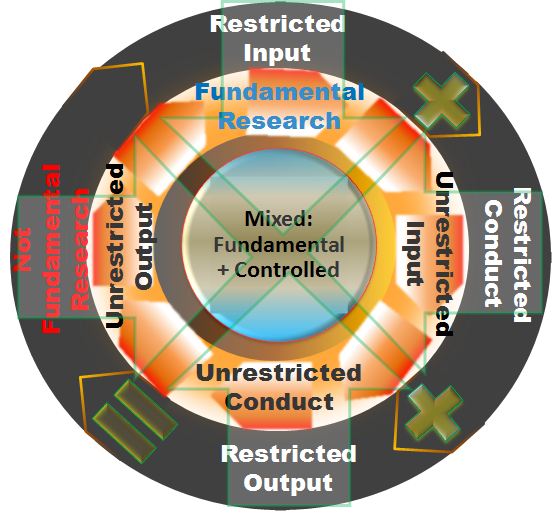 Restricted
Input
Fundamental
Research
Not
Fundamental
Research
Unrestricted
Output
Mixed:
Fundamental
+ Controlled
Unrestricted
Input
Restricted
Conduct
Unrestricted
Conduct
Restricted
Output